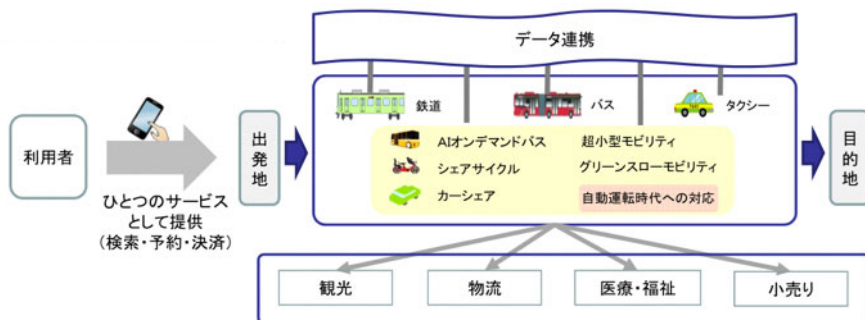 データ連携
鉄道
バス
タクシー
利用者
ひとつのサービス
として提供
(検索・予約・決済)
出発地
AIオンデマンドバス
超小型モビリティ
シェアサイクル
グリーンスローモビリティ
カーシェア
自動運転時代への対応
目的地
観光
物流
医療・福祉
小売り